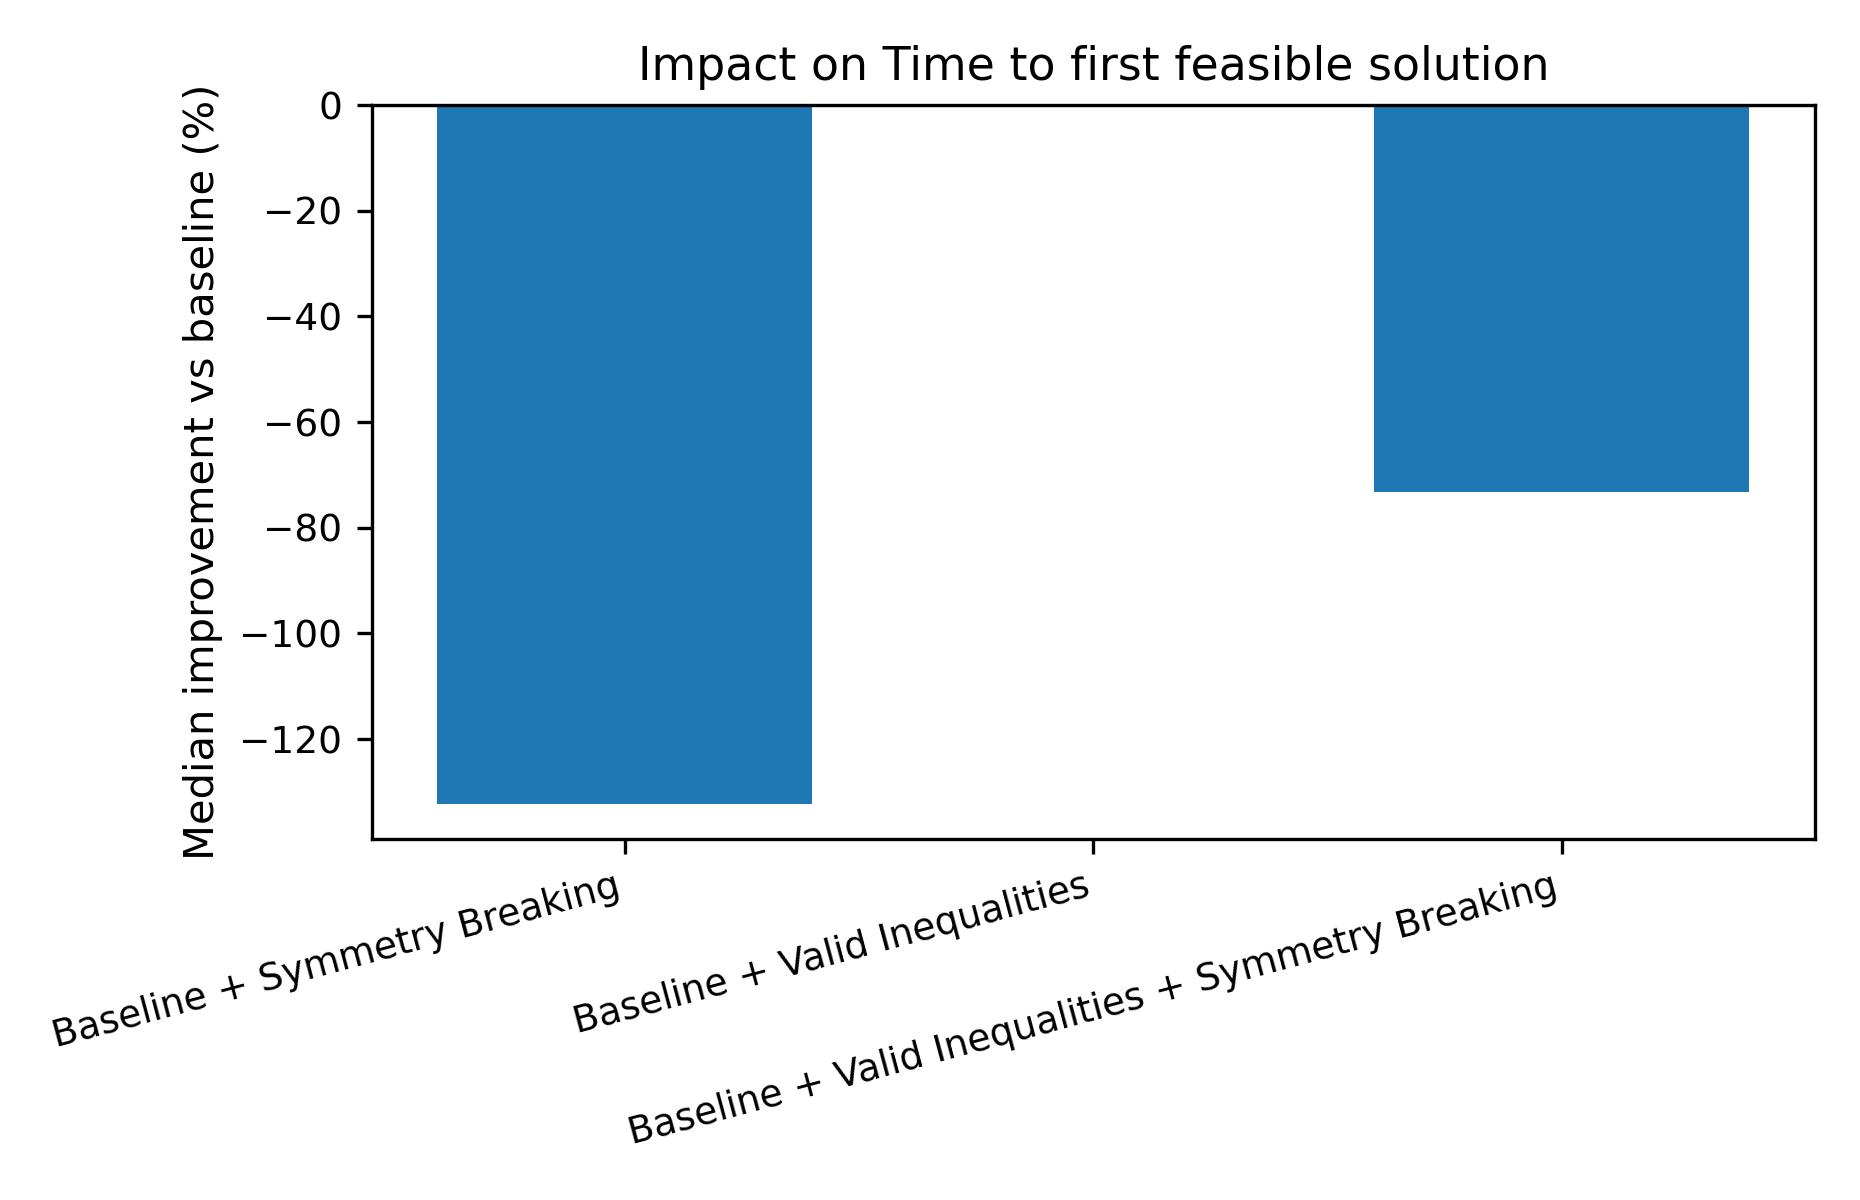 Impact on Time to first feasible solution
Median improvement vs baseline (%)
0
−20
−40
−60
−80
−100
−120
Baseline + Symmetry Breaking
Baseline + Valid Inequalities
Baseline + Valid Inequalities + Symmetry Breaking